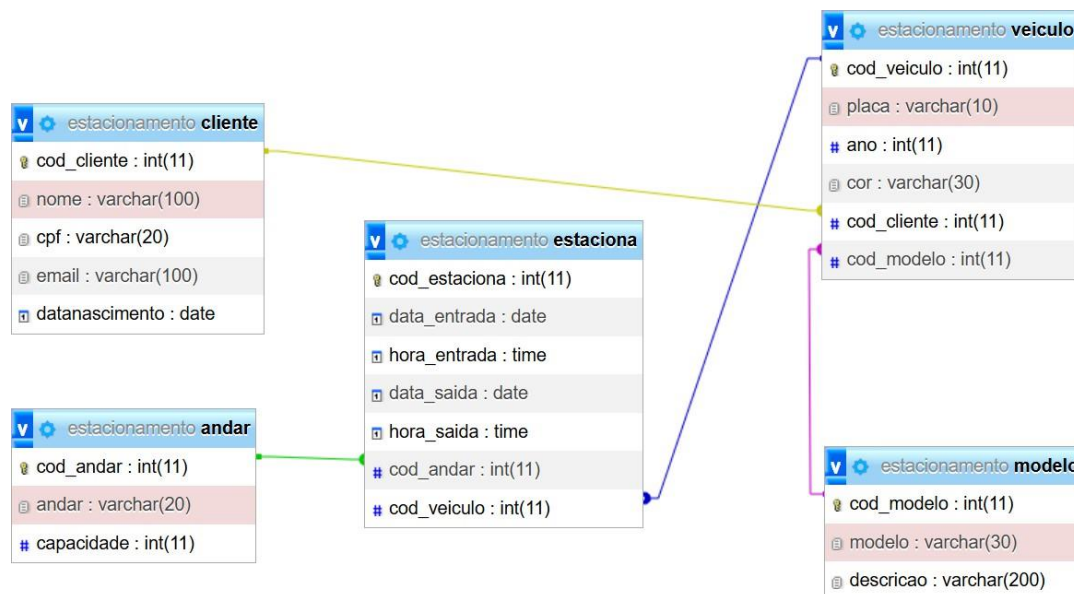 estacionamento cliente
cod_cliente : int(11)
nome : varchar(100)
cpf : varchar(20)
email : varchar(100)
datanascimento : date
estacionamento andar
cod_andar : int(11)
andar : varchar(20)
capacidade : int(11)
estacionamento estaciona
cod_estaciona : int(11)
data_entrada : date
hora_entrada : time
data_saida : date
hora_saida : time
cod_andar : int(11)
cod_veiculo : int(11)
estacionamento veiculo
cod_veiculo : int(11)
placa : varchar(10)
ano : int(11)
cor : varchar(30)
cod_cliente : int(11)
cod_modelo : int(11)
estacionamento modelo
cod_modelo : int(11)
modelo : varchar(30)
descricao : varchar(200)